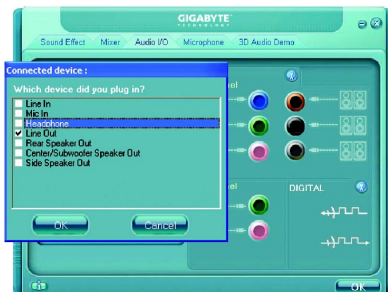 GIGABYTE
TECHNOLOGY
Sound Effect Mixer Audio I/O Microphone 3D Audio Demo
Connected device :
Which device did you plug in?
Line In
Mic In
Headphone
Line Out
Rear Speaker Out
Center/Subwoofer Speaker Out
Side Speaker Out
OK Cancel
el
el
DIGITAL
OK